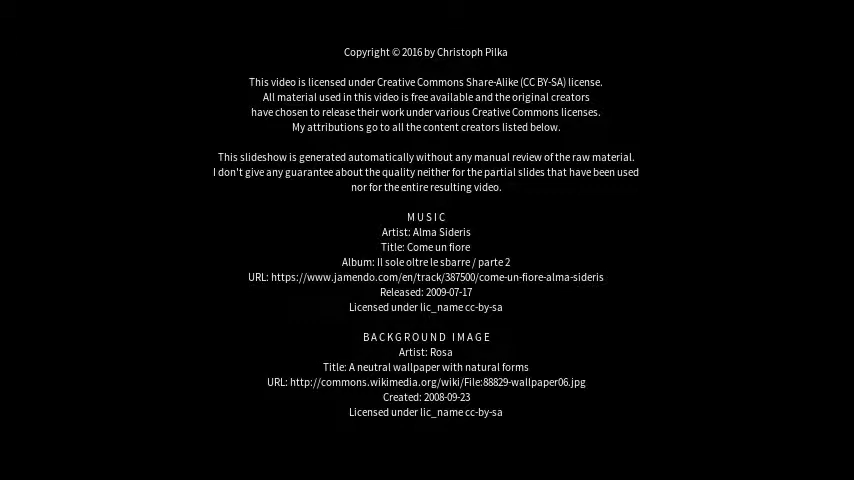 Copyright © 2016 by Christoph Pilka
This video is licensed under Creative Commons Share-Alike (CC BY-SA) license.
All material used in this video is free available and the original creators
have chosen to release their work under various Creative Commons licenses.
My attributions go to all the content creators listed below.
This slideshow is generated automatically without any manual review of the raw material.
I don't give any guarantee about the quality neither for the partial slides that have been used
nor for the entire resulting video.
M U S I C
Artist: Alma Sideris
Title: Come un fiore
Album: Il sole oltre le sbarre / parte 2
URL: https://www.jamendo.com/en/track/387500/come-un-fiore-alma-sideris
Released: 2009-07-17
Licensed under lic_name cc-by-sa
B A C K G R O U N D   I M A G E
Artist: Rosa
Title: A neutral wallpaper with natural forms
URL: http://commons.wikimedia.org/wiki/File:88829-wallpaper06.jpg
Created: 2008-09-23
Licensed under lic_name cc-by-sa